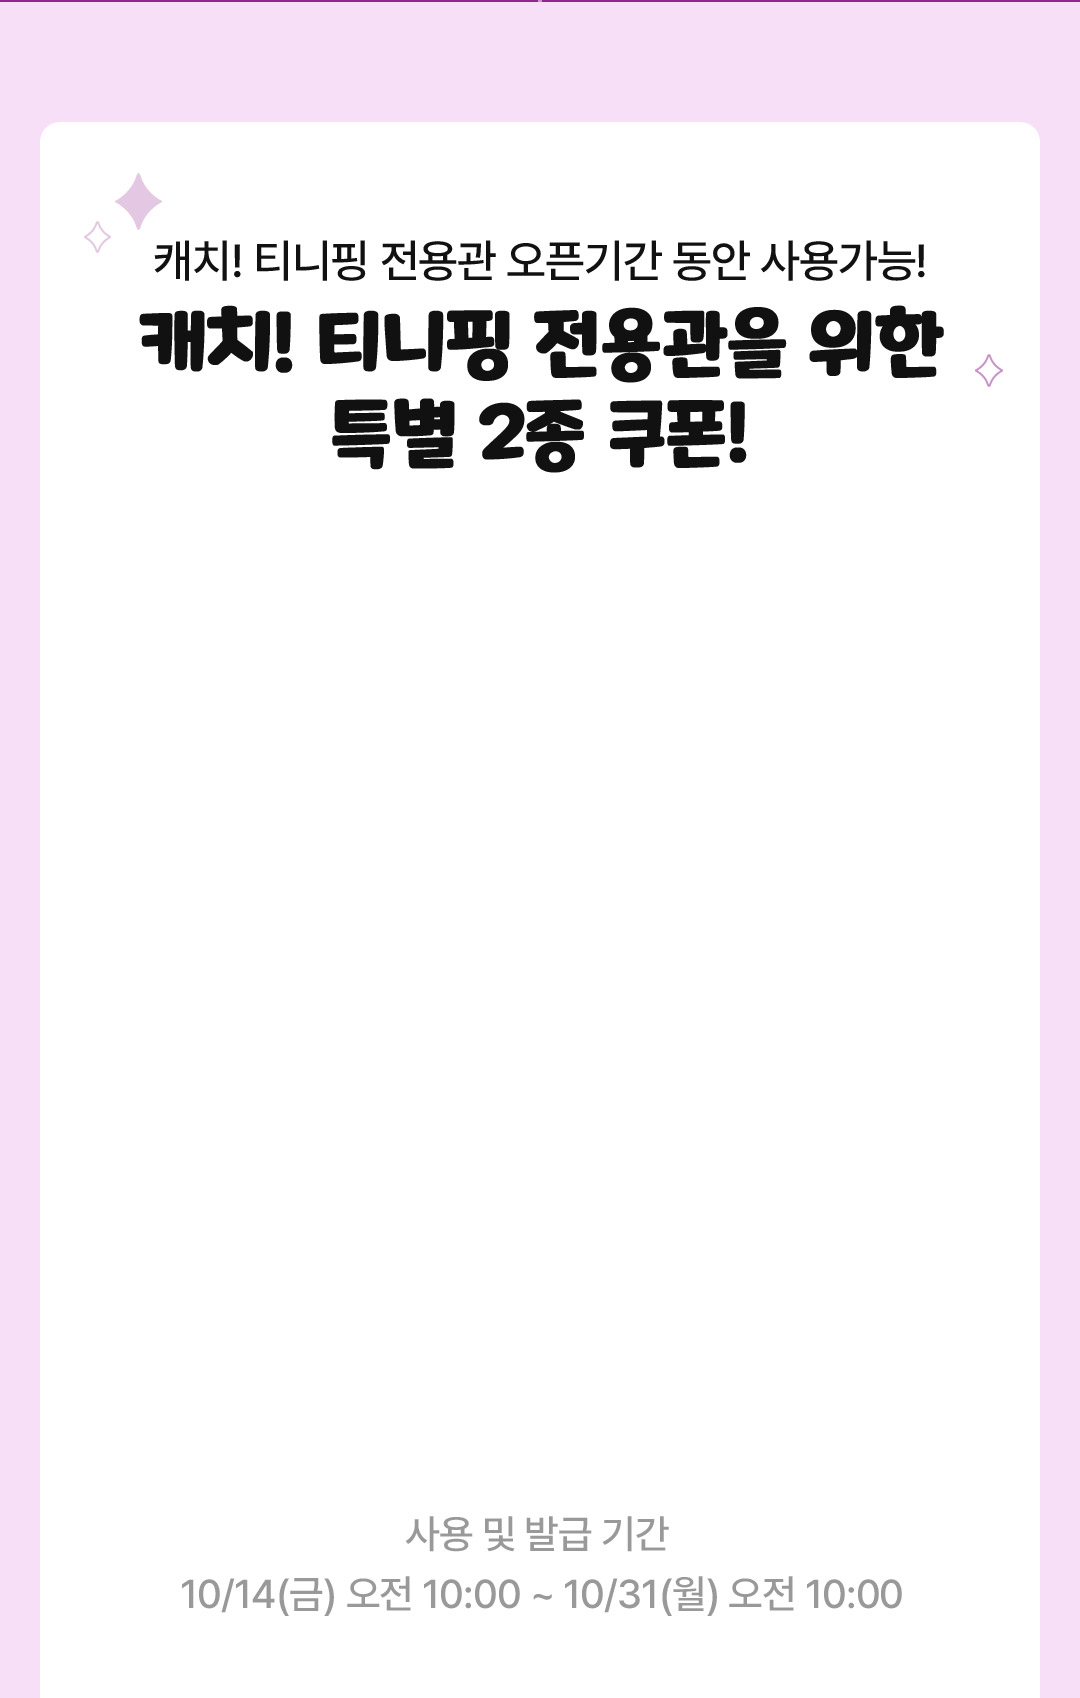 캐치! 티니핑 전용관 오픈기간 동안 사용가능!
캐치! 티니핑 전용관을 위한
특별 2종 쿠폰!
사용 및 발급 기간
10/14(금) 오전 10:00 ~ 10/31(월) 오전 10:00